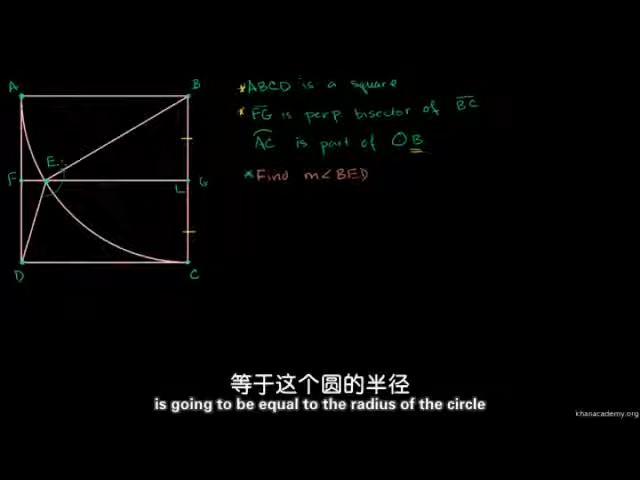 A
B
*ABCD is a square
* FG is perp. bisector of BC
AC is part of ⊙B
E
F
L
G
*Find m∠BED
D
C
等于这个圆的半径
is going to be equal to the radius of the circle
khanacademy.org